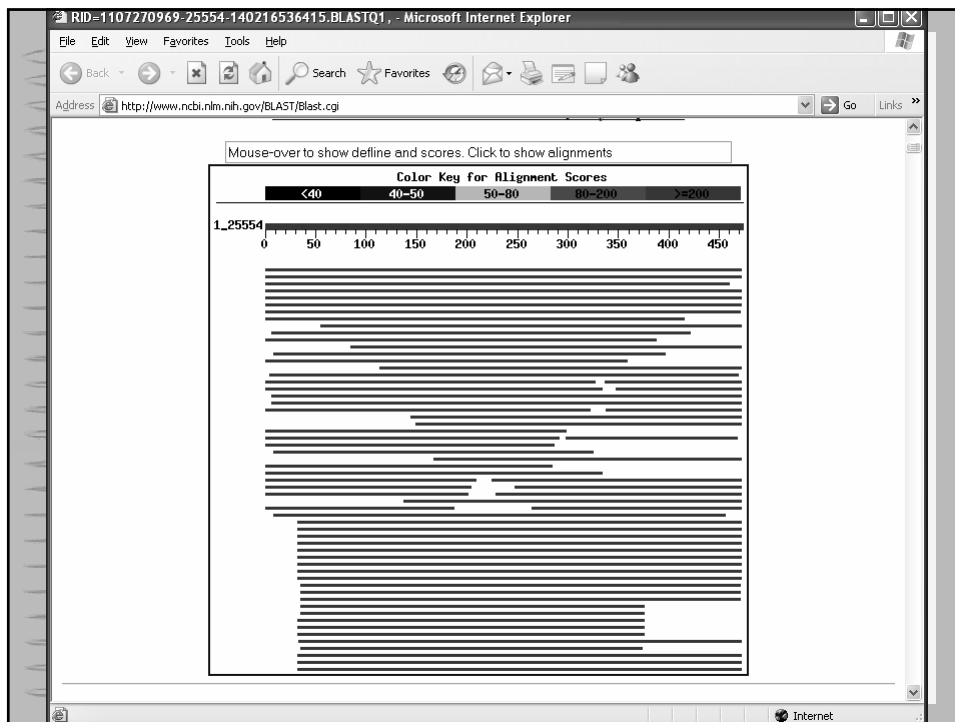 RID=1107270969-25554-140216536415.BLASTQ1, - Microsoft Internet Explorer
File Edit View Favorites Tools Help
Back Search Favorites
Address http://www.ncbi.nlm.nih.gov/BLAST/Blast.cgi Go Links »
Mouse-over to show defline and scores. Click to show alignments
Color Key for Alignment Scores
<40 40-50 50-80 80-200 >=200
1_25554
0 50 100 150 200 250 300 350 400 450
Internet